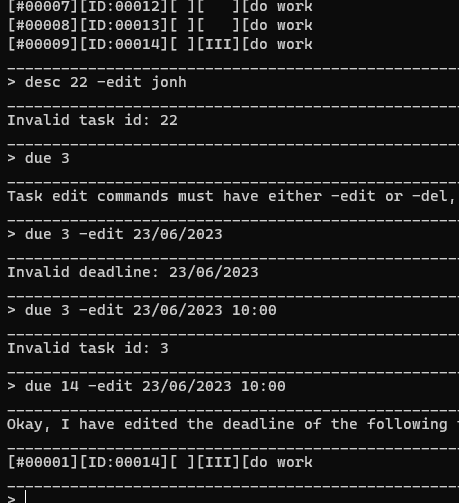 [#00007][ID:00012][ ][   ][do work
[#00008][ID:00013][ ][   ][do work
[#00009][ID:00014][ ][III][do work
> desc 22 -edit jonh
Invalid task id: 22
> due 3
Task edit commands must have either -edit or -del,
> due 3 -edit 23/06/2023
Invalid deadline: 23/06/2023
> due 3 -edit 23/06/2023 10:00
Invalid task id: 3
> due 14 -edit 23/06/2023 10:00
Okay, I have edited the deadline of the following
[#00001][ID:00014][ ][III][do work
>